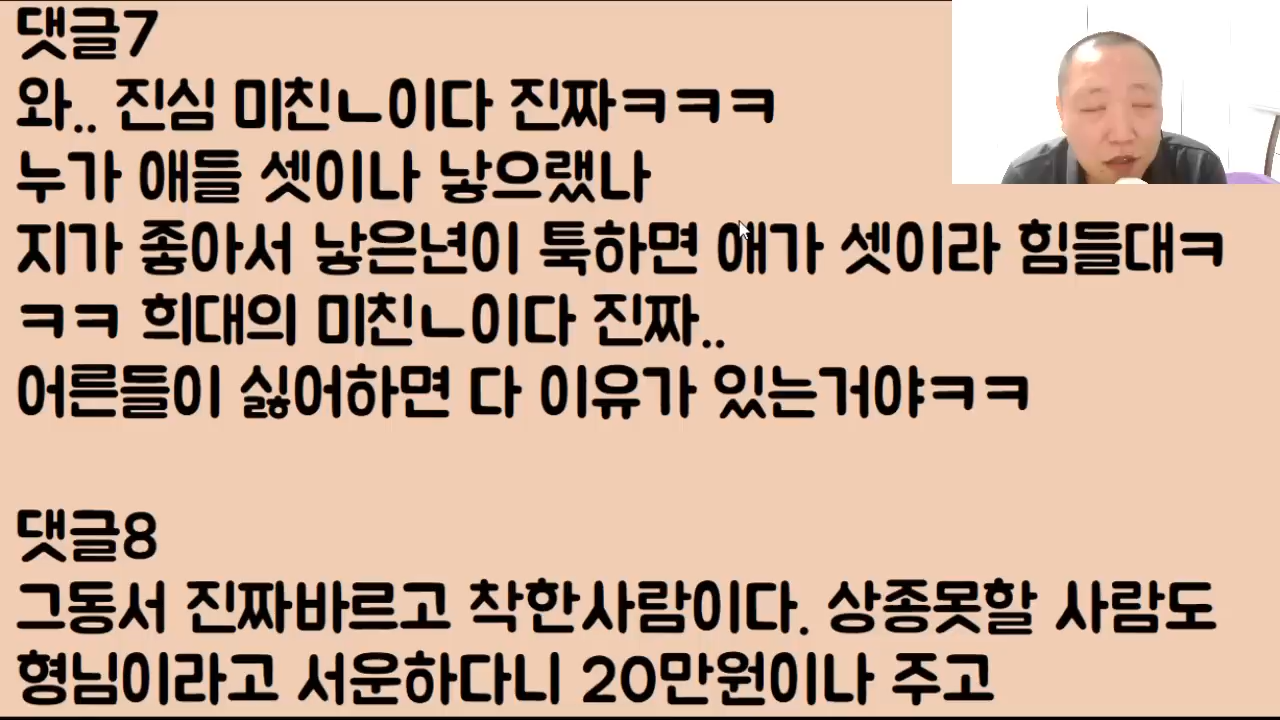 댓글7
와.. 진심 미친ㄴ이다 진짜ㅋㅋㅋ
누가 애들 셋이나 낳으랬나
지가 좋아서 낳은년이 툭하면 애가 셋이라 힘들대ㅋ
ㅋㅋ 희대의 미친ㄴ이다 진짜..
어른들이 싫어하면 다 이유가 있는거야ㅋㅋ
댓글8
그동서 진짜바르고 착한사람이다. 상종못할 사람도
형님이라고 서운하다니 20만원이나 주고